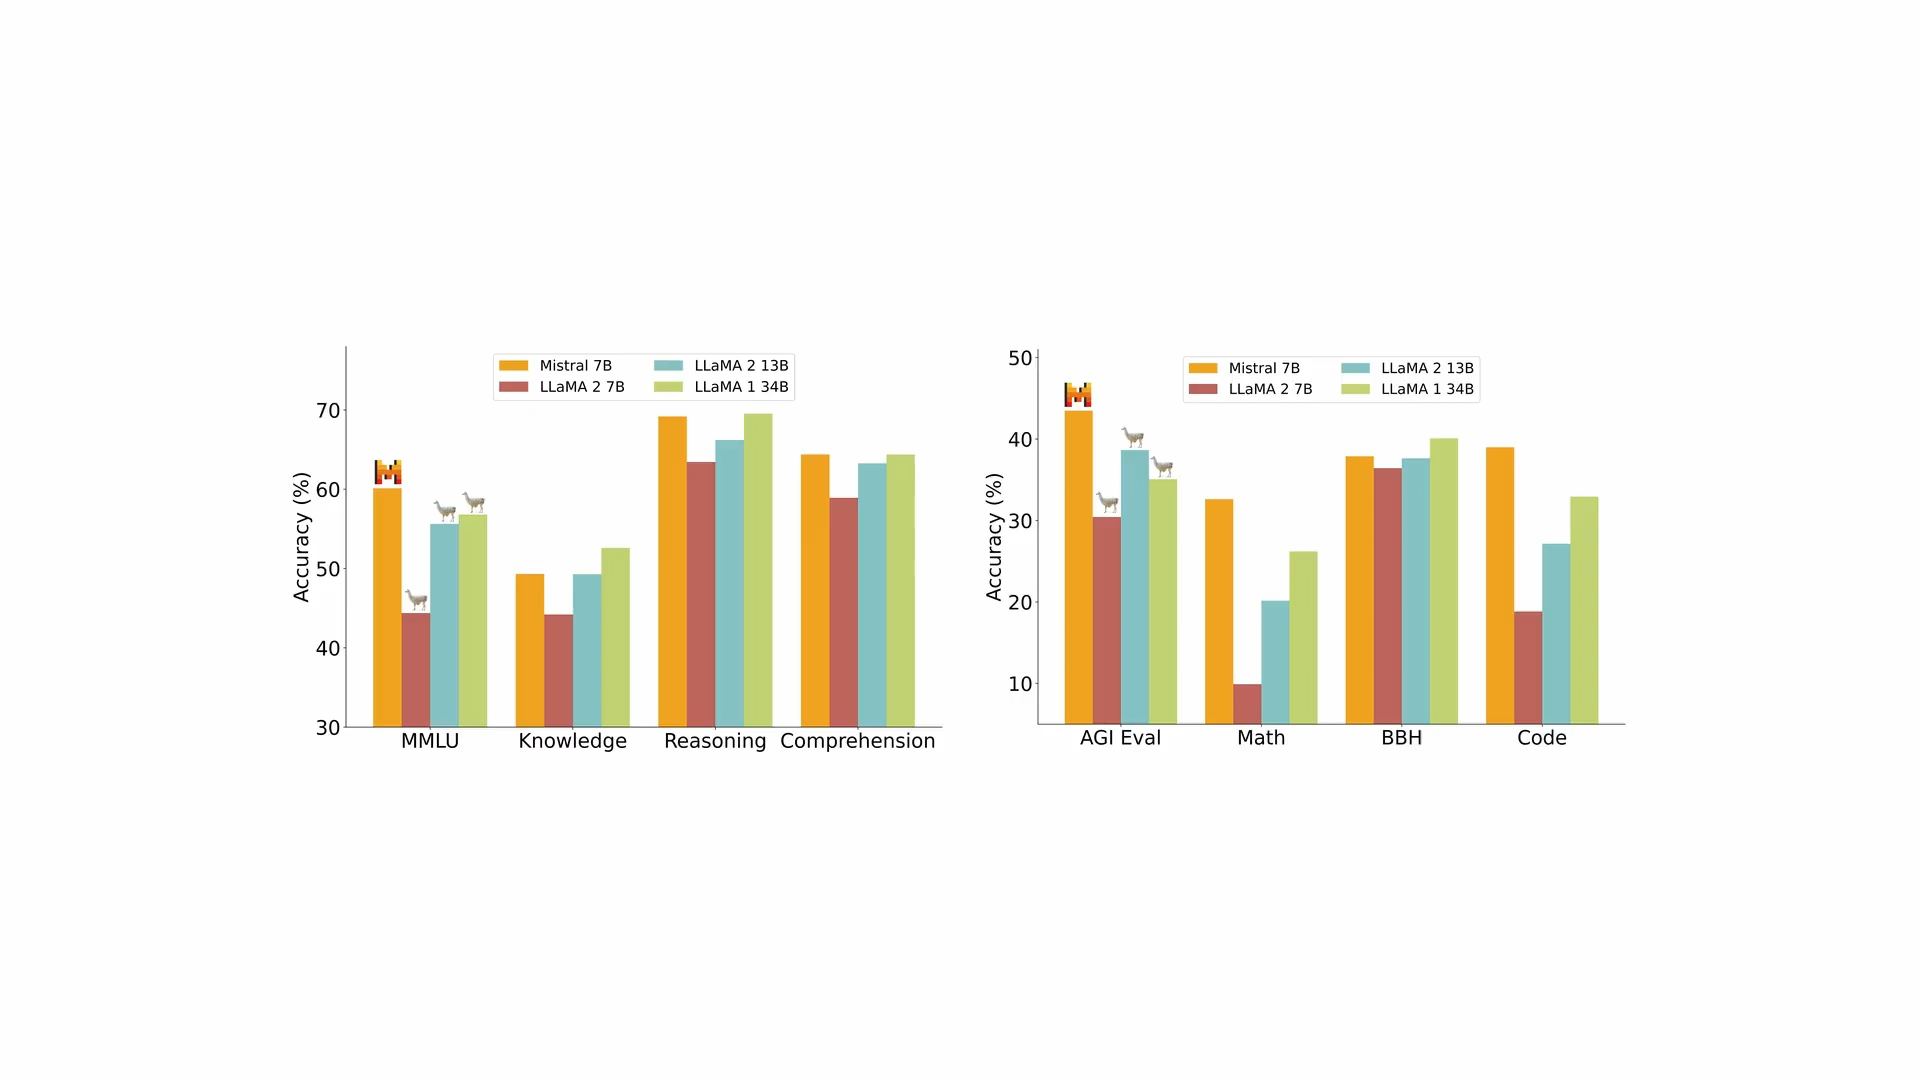 Mistral 7B
LLaMA 2 7B
LLaMA 2 13B
LLaMA 1 34B
Accuracy (%)
70
60
50
40
30
MMLU Knowledge Reasoning Comprehension
Mistral 7B
LLaMA 2 7B
LLaMA 2 13B
LLaMA 1 34B
Accuracy (%)
50
40
30
20
10
AGI Eval Math BBH Code